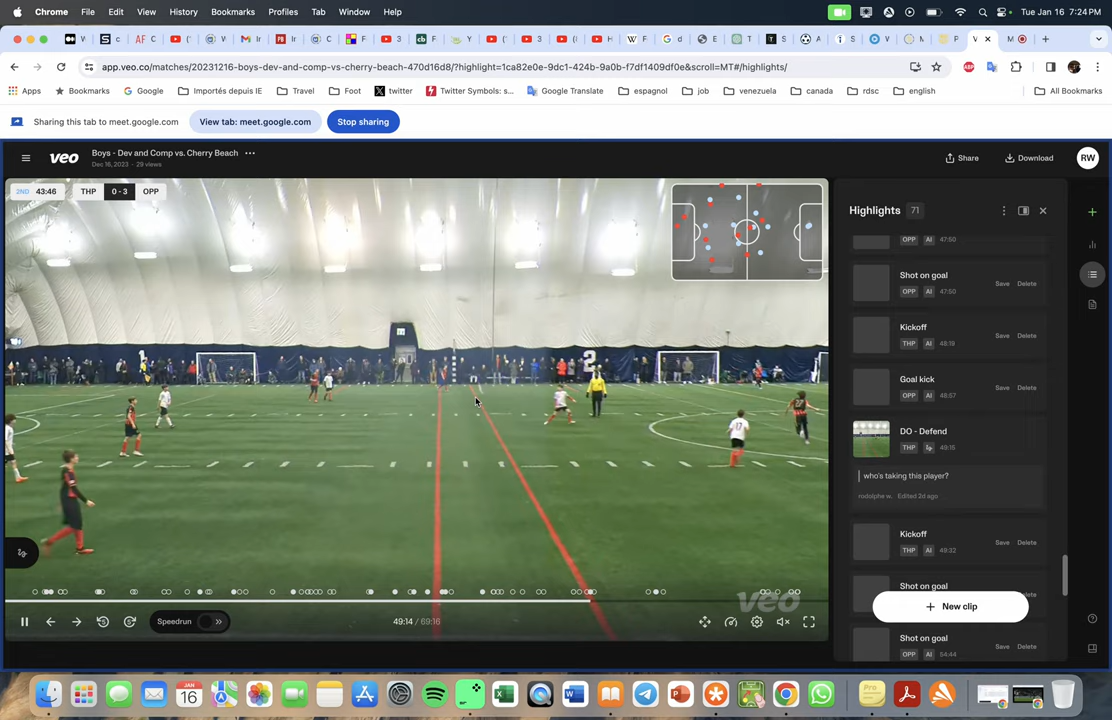 Chrome File Edit View History Bookmarks Profiles Tab Window Help
Tue Jan 16 7:24 PM
app.veo.co/matches/20231216-boys-dev-and-comp-vs-cherry-beach-470d16d8/?highlight=1ca82e0e-9dc1-424b-9a0b-f7df1409df0e&scroll=MT#/highlights/
Apps Bookmarks Google Importés depuis IE Travel Foot twitter Twitter Symbols: s... Google Translate espagnol job venezuela canada rdsc english All Bookmarks
Sharing this tab to meet.google.com View tab: meet.google.com Stop sharing
veo Boys - Dev and Comp vs. Cherry Beach ...
Dec 16, 2023 - 29 views
Share Download RW
2ND 43:46 THP 0 - 3 OPP
Highlights 71
OPP AI 47:50
Shot on goal
OPP AI 47:50
Save Delete
Kickoff
THP AI 48:19
Save Delete
Goal kick
OPP AI 48:57
Save Delete
DO - Defend
THP 49:15
who's taking this player?
rodolphe w. Edited 2d ago
Kickoff
THP AI 49:32
Save Delete
Shot on goal
New clip
Shot on goal
OPP AI 54:44
Save Delete
1
2
17
veo
Speedrun
49:14 / 69:16
JAN
16